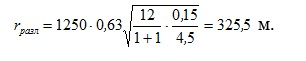 r_разл = 1250 · 0,63 √(12/(1+1) · 0,15/4,5) = 325,5 м.